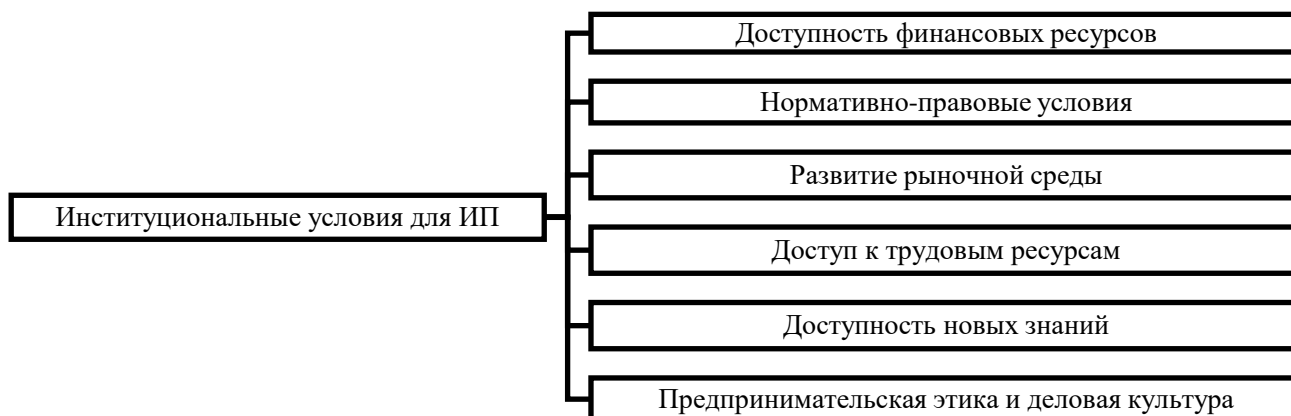 Доступность финансовых ресурсов
Нормативно-правовые условия
Развитие рыночной среды
Институциональные условия для ИП
Доступ к трудовым ресурсам
Доступность новых знаний
Предпринимательская этика и деловая культура